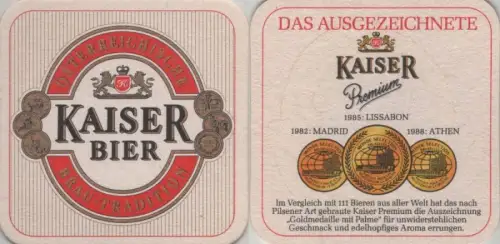 ÖSTERREICHISCHE
K
KAISER
BIER
BRAU TRADITION
DAS AUSGEZEICHNETE
KAISER
Premium
1985: LISSABON
1982: MADRID 1988: ATHEN
Im Vergleich mit 111 Bieren aus aller Welt hat das nach
Pilsener Art gebraute Kaiser Premium die Auszeichnung
„Goldmedaille mit Palme" für unwiderstehlichen
Geschmack und edelhopfiges Aroma errungen.